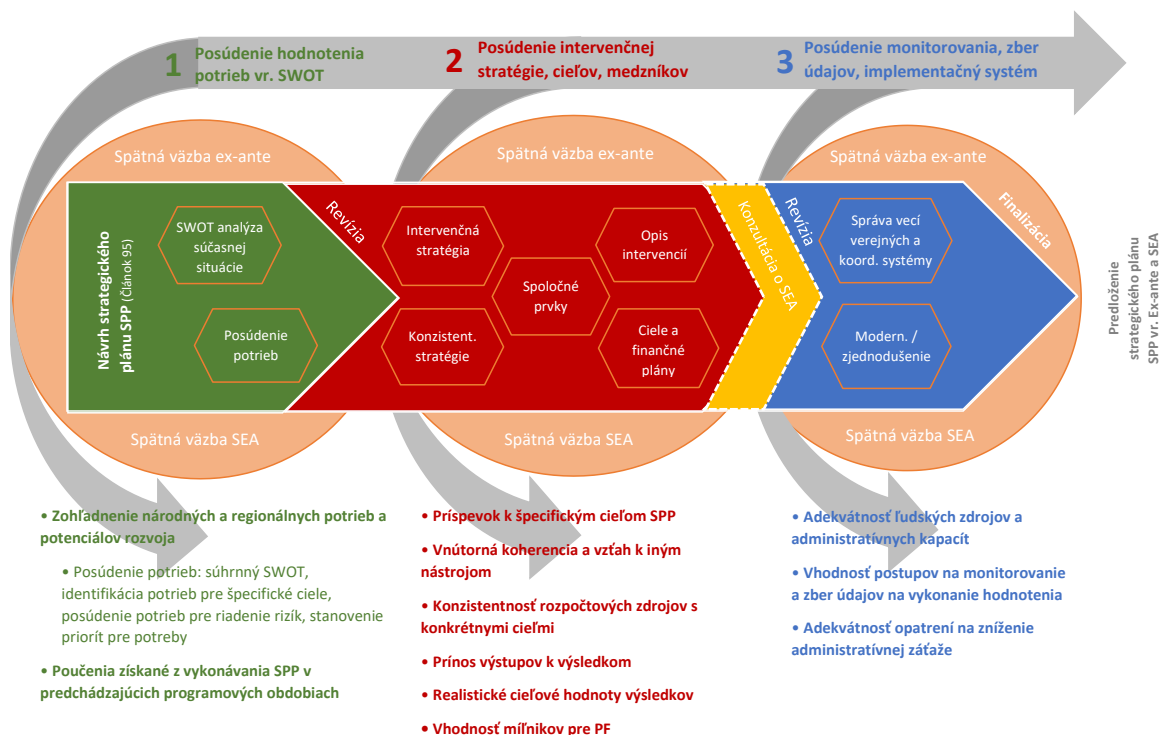 1 Posúdenie hodnotenia
potrieb vr. SWOT
2 Posúdenie intervenčnej
stratégie, cieľov, medzníkov
3 Posúdenie monitorovania, zber
údajov, implementačný systém
Spätná väzba ex-ante
Spätná väzba ex-ante
Spätná väzba ex-ante
Návrh strategického
plánu SPP (Článok 95)
SWOT analýza
súčasnej
situácie
Posúdenie
potrieb
Revízia
Intervenčná
stratégia
Konzistent.
stratégie
Spoločné
prvky
Opis
intervencií
Ciele a
finančné
plány
Konzultácia o SEA
Revízia
Správa vecí
verejných a
koord. systémy
Modern. /
zjednodušenie
Finalizácia
Predloženie
strategického plánu
SPP vr. Ex-ante a SEA
Spätná väzba SEA
Spätná väzba SEA
Spätná väzba SEA
• Zohľadnenie národných a regionálnych potrieb a
potenciálov rozvoja
• Posúdenie potrieb: súhrnný SWOT,
identifikácia potrieb pre špecifické ciele,
posúdenie potrieb pre riadenie rizík, stanovenie
priorít pre potreby
• Poučenia získané z vykonávania SPP v
predchádzajúcich programových obdobiach
• Príspevok k špecifickým cieľom SPP
• Vnútorná koherencia a vzťah k iným
nástrojom
• Konzistentnosť rozpočtových zdrojov s
konkrétnymi cieľmi
• Prínos výstupov k výsledkom
• Realistické cieľové hodnoty výsledkov
• Vhodnosť míľnikov pre PF
• Adekvátnosť ľudských zdrojov a
administratívnych kapacít
• Vhodnosť postupov na monitorovanie
a zber údajov na vykonanie hodnotenia
• Adekvátnosť opatrení na zníženie
administratívnej záťaže